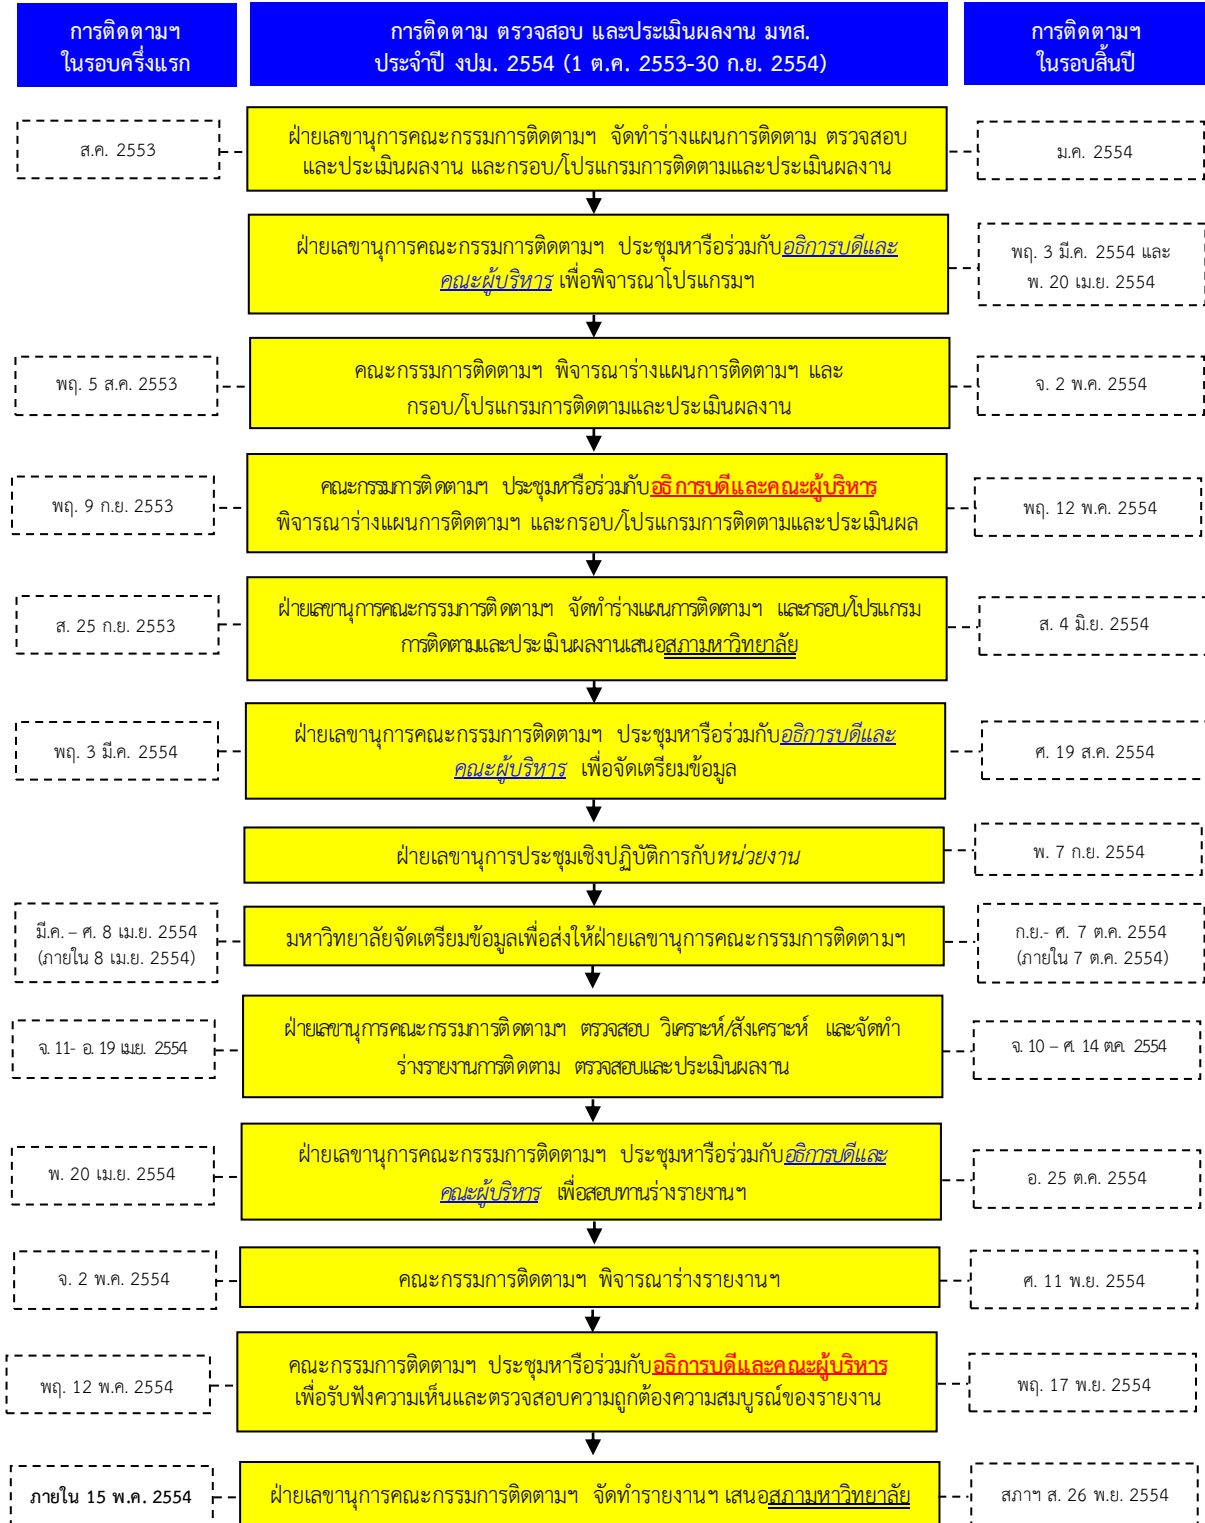 การติดตามฯ
ในรอบครึ่งแรก
การติดตาม ตรวจสอบ และประเมินผลงาน มทส.
ประจำปี งปม. 2554 (1 ต.ค. 2553-30 ก.ย. 2554)
การติดตามฯ
ในรอบสิ้นปี
ส.ค. 2553
ฝ่ายเลขานุการคณะกรรมการติดตามฯ จัดทำร่างแผนการติดตาม ตรวจสอบ
และประเมินผลงาน และกรอบ/โปรแกรมการติดตามและประเมินผลงาน
ม.ค. 2554
ฝ่ายเลขานุการคณะกรรมการติดตามฯ ประชุมหารือร่วมกับอธิการบดีและ
คณะผู้บริหาร เพื่อพิจารณาโปรแกรมฯ
พฤ. 3 มี.ค. 2554 และ
พ. 20 เม.ย. 2554
พฤ. 5 ส.ค. 2553
คณะกรรมการติดตามฯ พิจารณาร่างแผนการติดตามฯ และ
กรอบ/โปรแกรมการติดตามและประเมินผลงาน
จ. 2 พ.ค. 2554
พฤ. 9 ก.ย. 2553
คณะกรรมการติดตามฯ ประชุมหารือร่วมกับอธิการบดีและคณะผู้บริหาร
พิจารณาร่างแผนการติดตามฯ และกรอบ/โปรแกรมการติดตามและประเมินผล
พฤ. 12 พ.ค. 2554
ส. 25 ก.ย. 2553
ฝ่ายเลขานุการคณะกรรมการติดตามฯ จัดทำร่างแผนการติดตามฯ และกรอบ/โปรแกรม
การติดตามและประเมินผลงานเสนอสภามหาวิทยาลัย
ส. 4 มิ.ย. 2554
พฤ. 3 มี.ค. 2554
ฝ่ายเลขานุการคณะกรรมการติดตามฯ ประชุมหารือร่วมกับอธิการบดีและ
คณะผู้บริหาร เพื่อจัดเตรียมข้อมูล
ศ. 19 ส.ค. 2554
ฝ่ายเลขานุการประชุมเชิงปฏิบัติการกับหน่วยงาน
พ. 7 ก.ย. 2554
มี.ค. – ศ. 8 เม.ย. 2554
(ภายใน 8 เม.ย. 2554)
มหาวิทยาลัยจัดเตรียมข้อมูลเพื่อส่งให้ฝ่ายเลขานุการคณะกรรมการติดตามฯ
ก.ย.- ศ. 7 ต.ค. 2554
(ภายใน 7 ต.ค. 2554)
จ. 11- อ. 19 เมย. 2554
ฝ่ายเลขานุการคณะกรรมการติดตามฯ ตรวจสอบ วิเคราะห์/สังเคราะห์ และจัดทำ
ร่างรายงานการติดตาม ตรวจสอบและประเมินผลงาน
จ. 10 – ศ. 14 ตค. 2554
พ. 20 เม.ย. 2554
ฝ่ายเลขานุการคณะกรรมการติดตามฯ ประชุมหารือร่วมกับอธิการบดีและ
คณะผู้บริหาร เพื่อสอบทานร่างรายงานฯ
อ. 25 ต.ค. 2554
จ. 2 พ.ค. 2554
คณะกรรมการติดตามฯ พิจารณาร่างรายงานฯ
ศ. 11 พ.ย. 2554
พฤ. 12 พ.ค. 2554
คณะกรรมการติดตามฯ ประชุมหารือร่วมกับอธิการบดีและคณะผู้บริหาร
เพื่อรับฟังความเห็นและตรวจสอบความถูกต้องความสมบูรณ์ของรายงาน
พฤ. 17 พ.ย. 2554
ภายใน 15 พ.ค. 2554
ฝ่ายเลขานุการคณะกรรมการติดตามฯ จัดทำรายงานฯ เสนอสภามหาวิทยาลัย
สภาฯ ส. 26 พ.ย. 2554